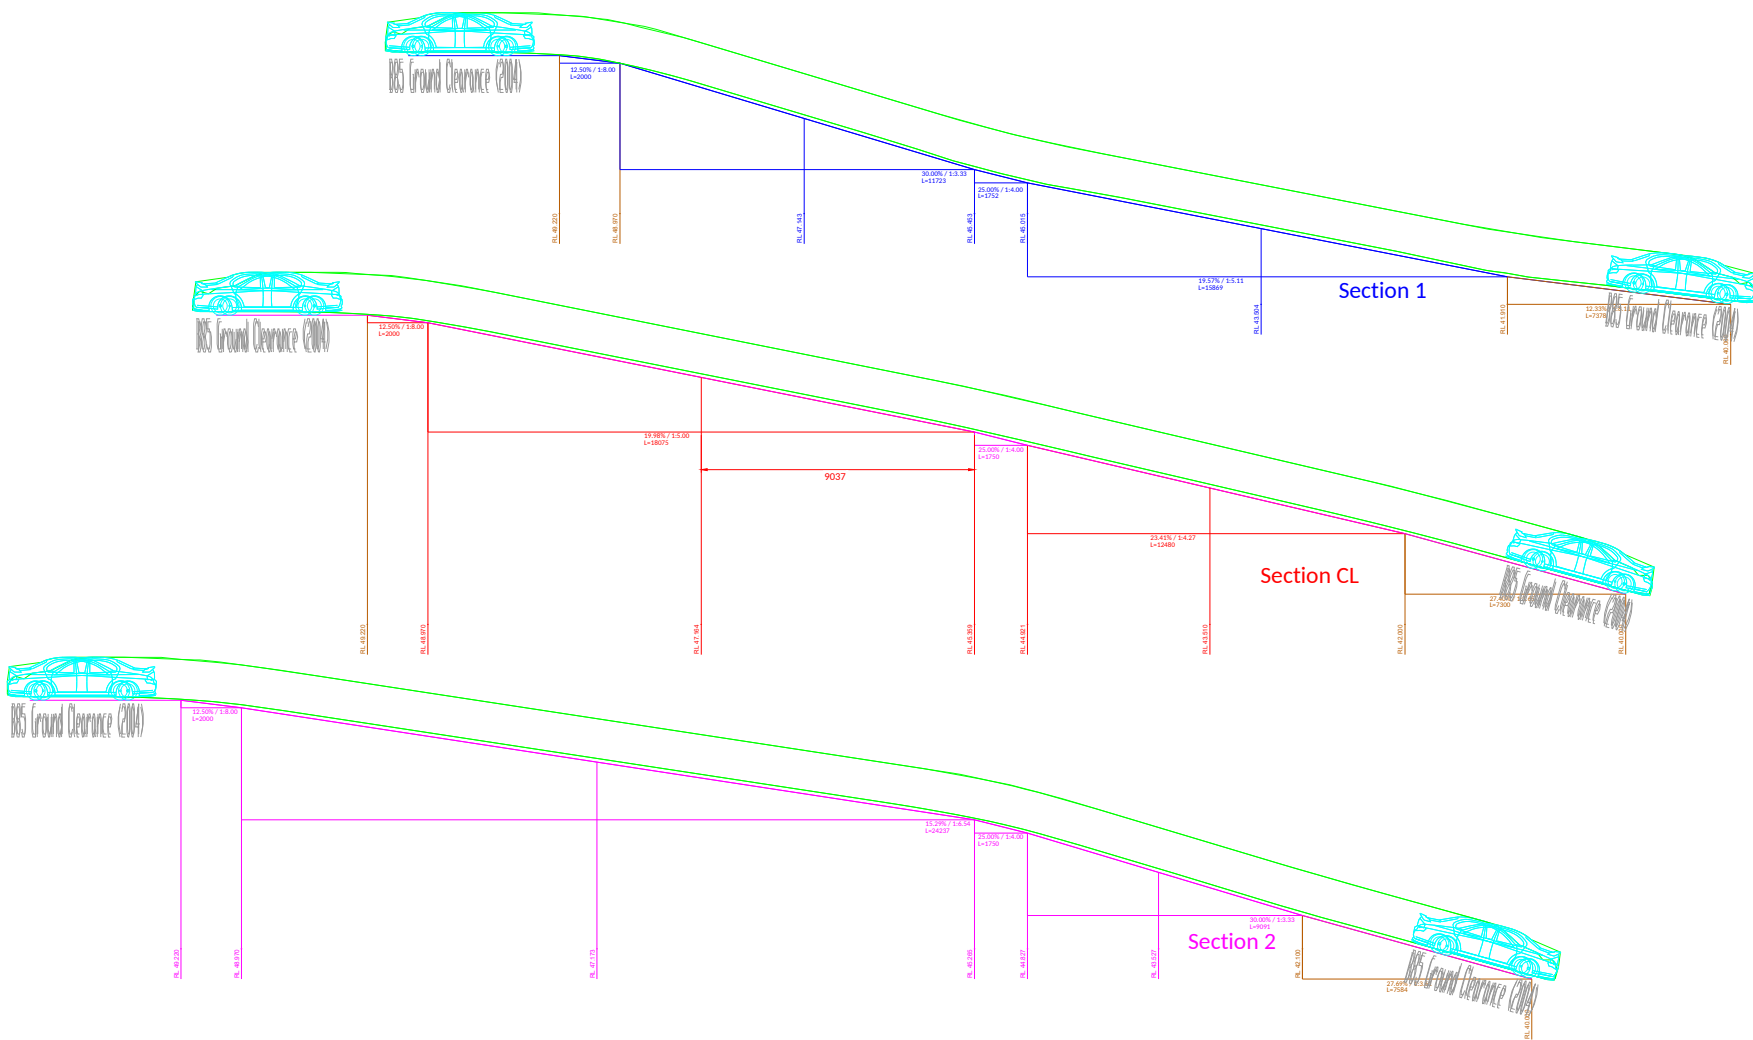 B85 Ground Clearance (2004)
12.50% / 1:8.00
L=2000
30.00% / 1:3.33
L=11723
25.00% / 1:4.00
L=1752
RL 49.220
RL 48.970
RL 47.143
RL 45.453
RL 45.015
19.57% / 1:5.11
L=15869
Section 1
RL 43.504
RL 41.910
12.33%
L=7378
B85 Ground Clearance (2004)
B85 Ground Clearance (2004)
12.50% / 1:8.00
L=2000
19.98% / 1:5.00
L=18075
25.00% / 1:4.00
L=1750
9037
23.41% / 1:4.27
L=12480
Section CL
L=7300
B85 Ground Clearance (2004)
RL 49.220
RL 48.970
RL 47.164
RL 45.359
RL 44.921
RL 43.510
RL 42.000
B85 Ground Clearance (2004)
12.50% / 1:8.00
L=2000
15.29% / 1:6.54
L=24237
25.00% / 1:4.00
L=1750
30.00% / 1:3.33
L=9091
Section 2
RL 49.220
RL 48.970
RL 47.173
RL 45.265
RL 44.827
RL 43.527
RL 42.100
L=7584
B85 Ground Clearance (2004)